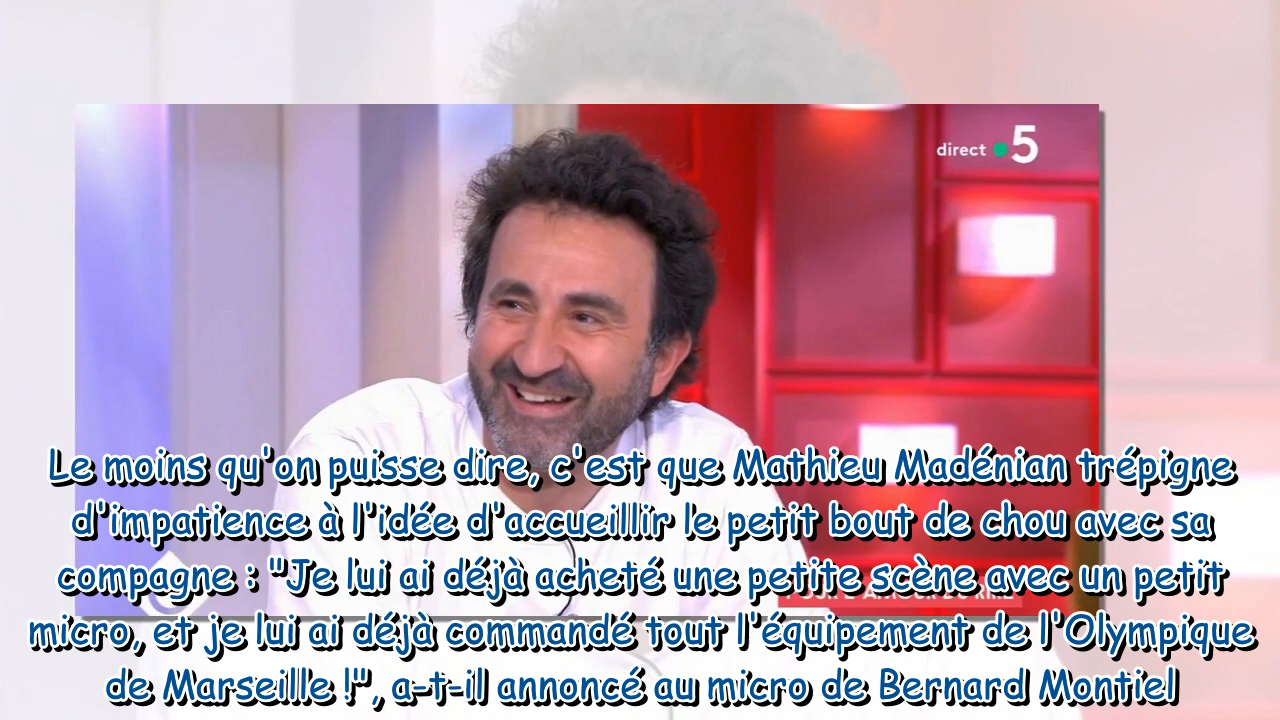 direct 5
Le moins qu'on puisse dire, c'est que Mathieu Madénian trépigne
d'impatience à l'idée d'accueillir le petit bout de chou avec sa
compagne : "Je lui ai déjà acheté une petite scène avec un petit
micro, et je lui ai déjà commandé tout l'équipement de l'Olympique
de Marseille !", a-t-il annoncé au micro de Bernard Montiel